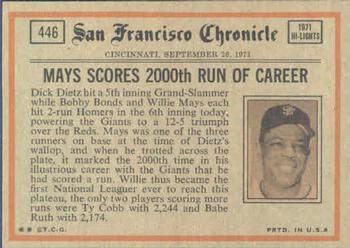 446
San Francisco Chronicle
1971
HI-LIGHTS
CINCINNATI, SEPTEMBER 26, 1971
MAYS SCORES 2000th RUN OF CAREER
Dick Dietz hit a 5th inning Grand-Slammer
while Bobby Bonds and Willie Mays each
hit 2-run Homers in the 6th inning today,
powering the Giants to a 12-5 triumph
over the Reds. Mays was one of the three
runners on base at the time of Dietz's
wallop, and when he trotted across the
plate, it marked the 2000th time in his
illustrious career with the Giants that
he had scored a run. Willie thus became
the first National Leaguer ever to reach
this plateau, the only two players scoring
more runs were Ty Cobb with 2,244 and Babe
Ruth with 2,174.
** ©T.C.G.
PRTD. IN U.S.A.